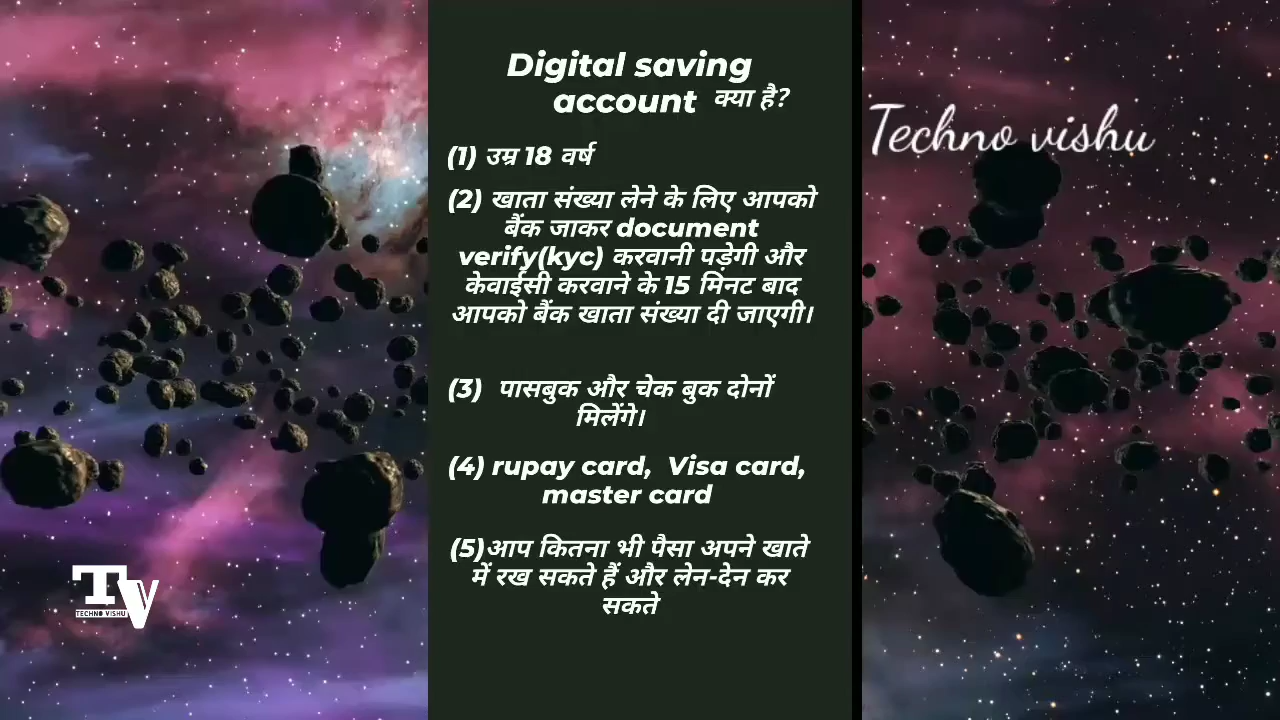 Digital saving
account क्या है?
Techno vishu
(1) उम्र 18 वर्ष
(2) खाता संख्या लेने के लिए आपको
बैंक जाकर document
verify(kyc) करवानी पड़ेगी और
केवाईसी करवाने के 15 मिनट बाद
आपको बैंक खाता संख्या दी जाएगी।
(3) पासबुक और चेक बुक दोनों
मिलेंगे।
(4) rupay card, Visa card,
master card
(5)आप कितना भी पैसा अपने खाते
में रख सकते हैं और लेन-देन कर
सकते
TV
TECHNO VISHU